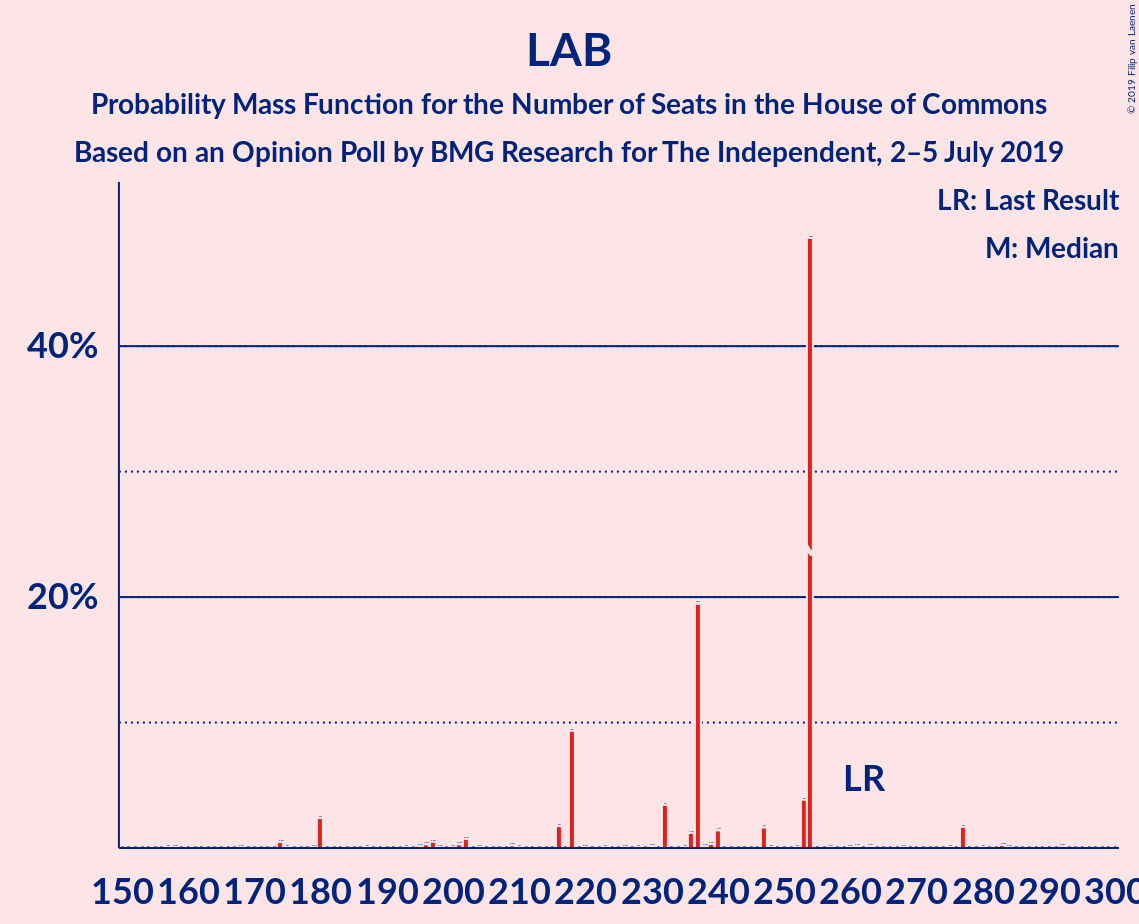 LAB
Probability Mass Function for the Number of Seats in the House of Commons
Based on an Opinion Poll by BMG Research for The Independent, 2–5 July 2019
© 2019 Filip van Laenen
LR: Last Result
M: Median
40%
20%
LR
150 160 170 180 190 200 210 220 230 240 250 260 270 280 290 300